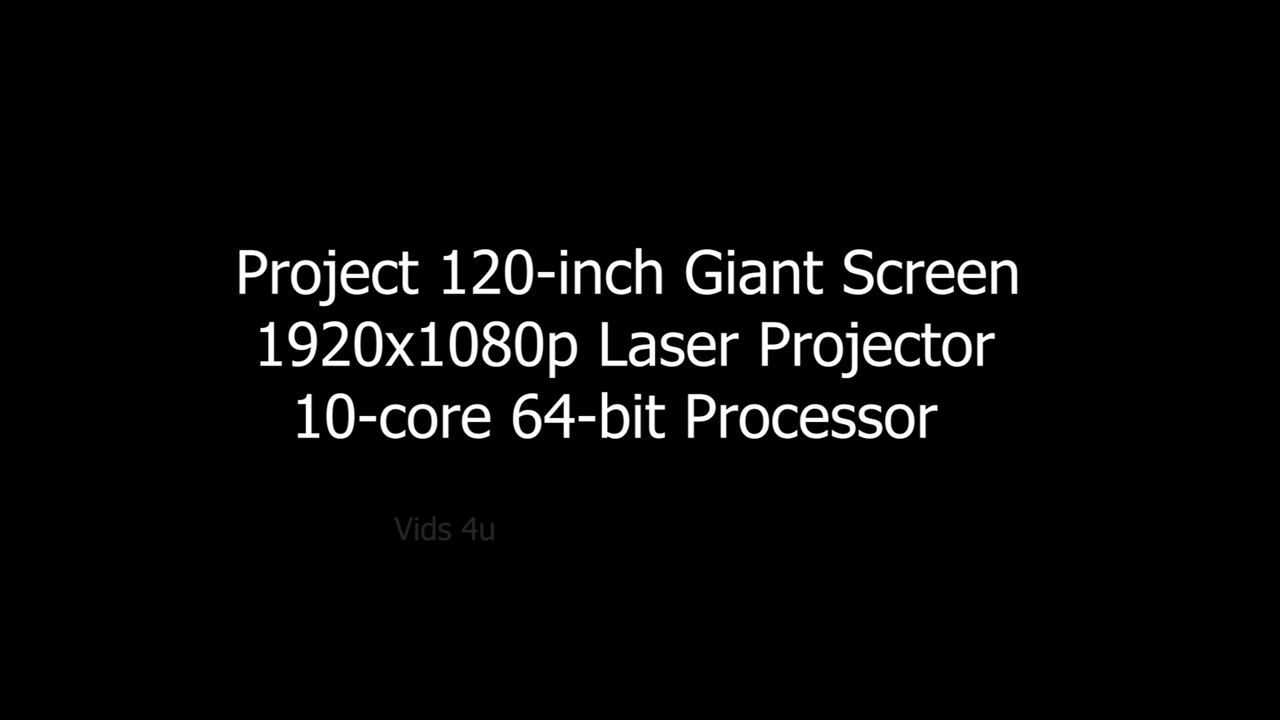 Project 120-inch Giant Screen
1920x1080p Laser Projector
10-core 64-bit Processor
Vids 4u